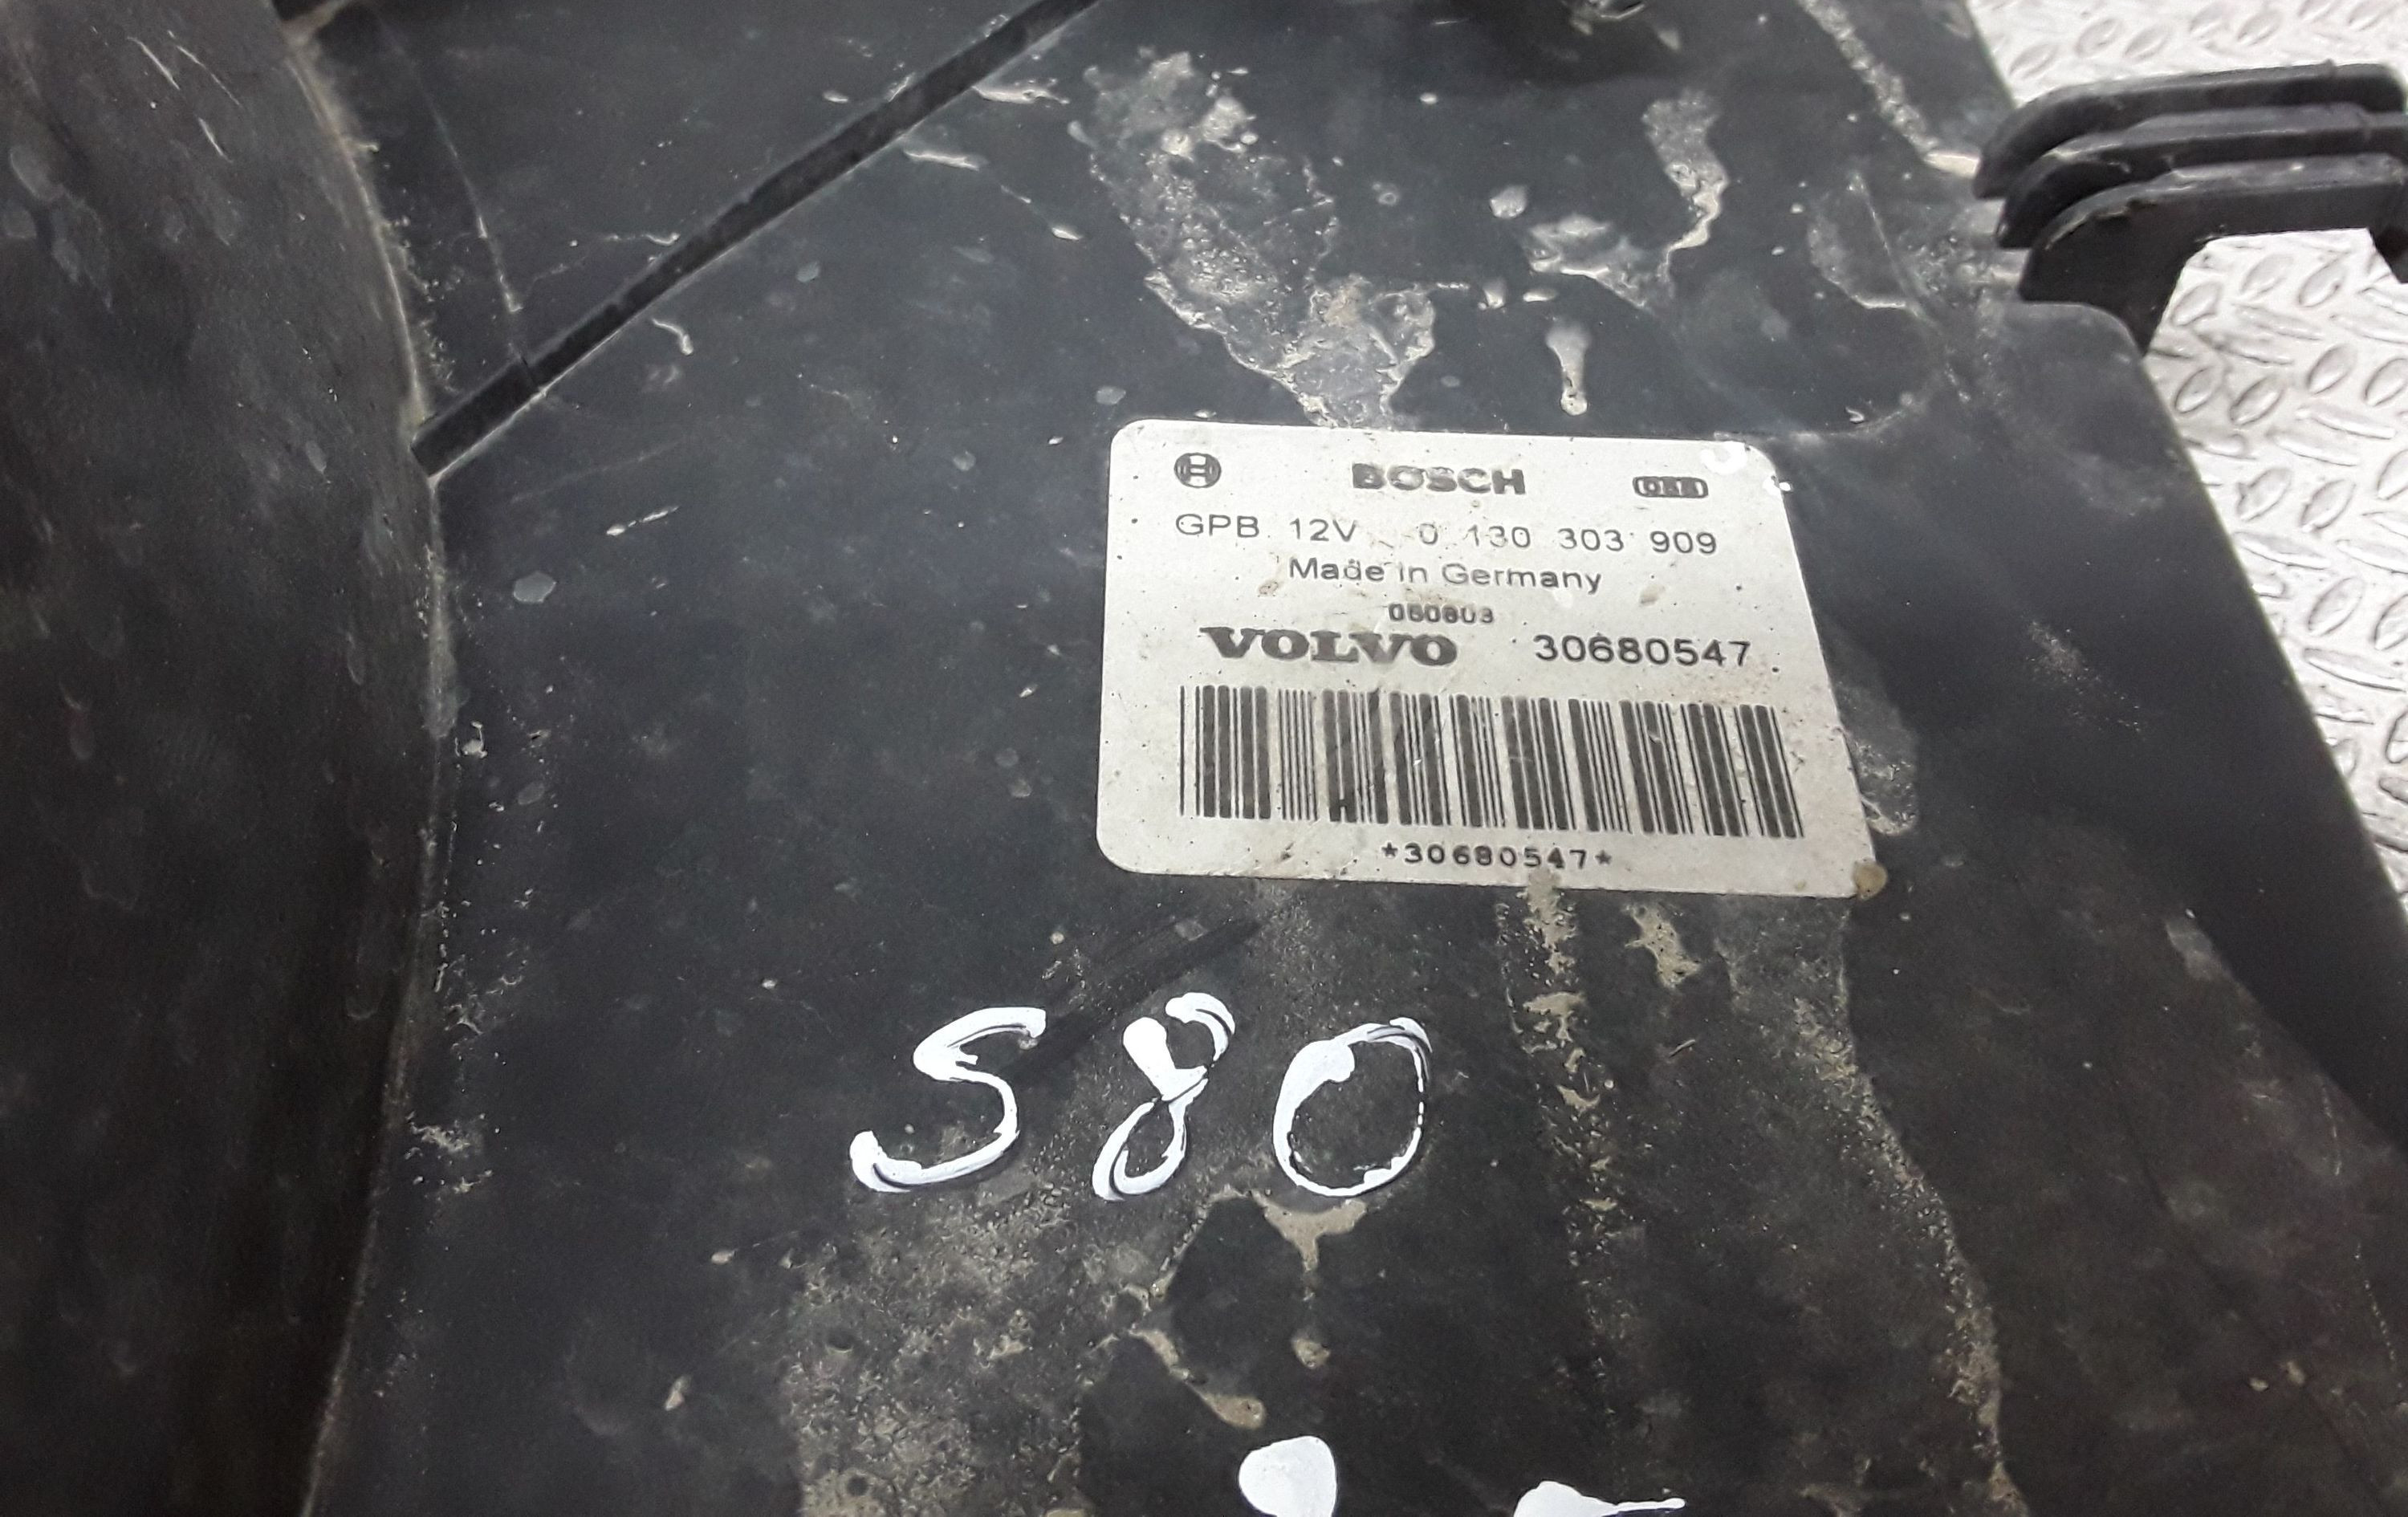 BOSCH
GPB 12V 0 130 303 909
Made in Germany
VOLVO 30680547
*30680547*
S80